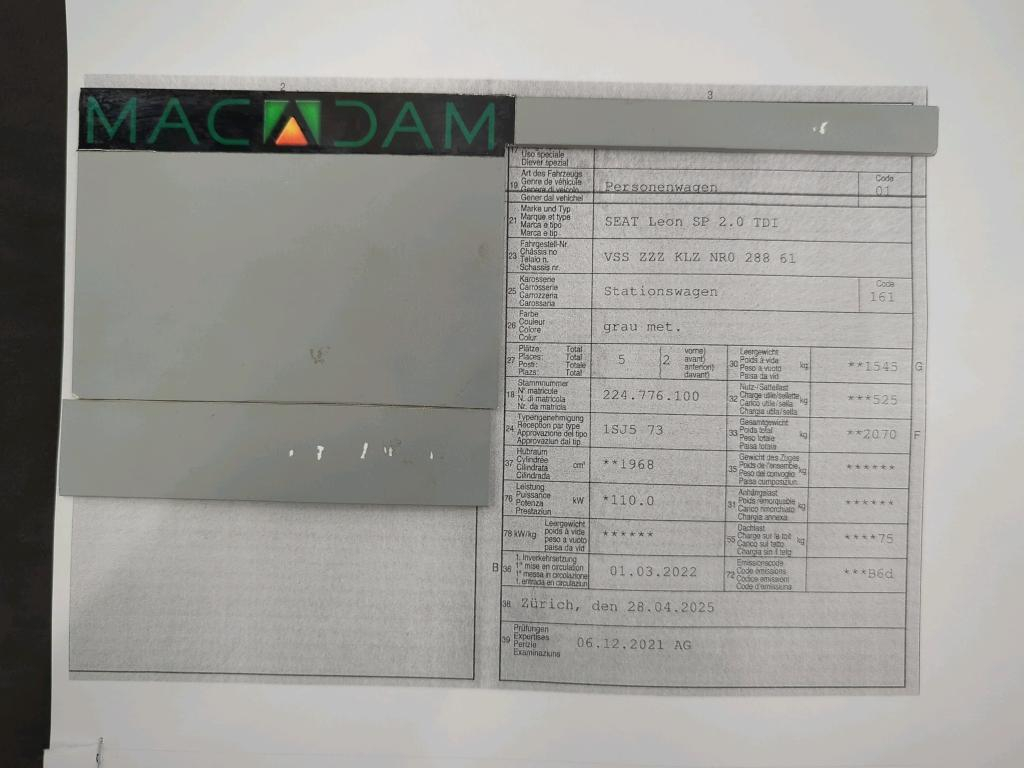 2
3
MACADAM
17 Uso speciale
Diever spezial
19 Art des Fahrzeugs
Genre de véhicule
Genere di veicolo
Gener dal vehichel
Personenwagen
Code
01
21 Marke und Typ
Marque et type
Marca e tipo
Marca e tip
SEAT Leon SP 2.0 TDI
23 Fahrgestell-Nr.
Châssis no
Telaio n.
Schassis nr.
VSS ZZZ KLZ NR0 288 61
25 Karosserie
Carrosserie
Carrozzeria
Carossaria
Stationswagen
Code
161
26 Farbe
Couleur
Colore
Colur
grau met.
27 Plätze: Total
Places: Total
Posti: Totale
Plazs: Total
5 (2 vorne)
avant)
anteriori)
davant)
30 Leergewicht
Poids à vide
Peso a vuoto
Paisa da vid
kg
**1545 G
18 Stammnummer
N° matricule
N. di matricola
Nr. da matricla
224.776.100
32 Nutz-/Sattellast
Charge utile/sellette
Carico utile/sella
Chargia utila/sella
kg
***525
24 Typengenehmigung
Réception par type
Approvazione del tipo
Approvaziun dal tip
1SJ5 73
33 Gesamtgewicht
Poids total
Peso totale
Paisa totala
kg
**2070 F
37 Hubraum
Cylindrée
Cilindrata
Cilindrada
cm³
**1968
35 Gewicht des Zuges
Poids de l'ensemble
Peso del convoglio
Paisa cumposiziun
kg
******
76 Leistung
Puissance
Potenza
Prestaziun
kW
*110.0
31 Anhängelast
Poids remorquable
Carico rimorchiato
Chargia annexa
kg
******
78 kW/kg Leergewicht
poids à vide
peso a vuoto
paisa da vid
******
55 Dachlast
Charge sur le toit
Carico sul tetto
Chargia sin il tetg
kg
****75
B 36 1. Inverkehrsetzung
1re mise en circulation
1a messa in circolazione
1. entrada en circulaziun
01.03.2022
72 Emissionscode
Code émissions
Codice emissioni
Code d'emissiuns
***B6d
38 Zürich, den 28.04.2025
39 Prüfungen
Expertises
Perizie
Examinaziuns
06.12.2021 AG